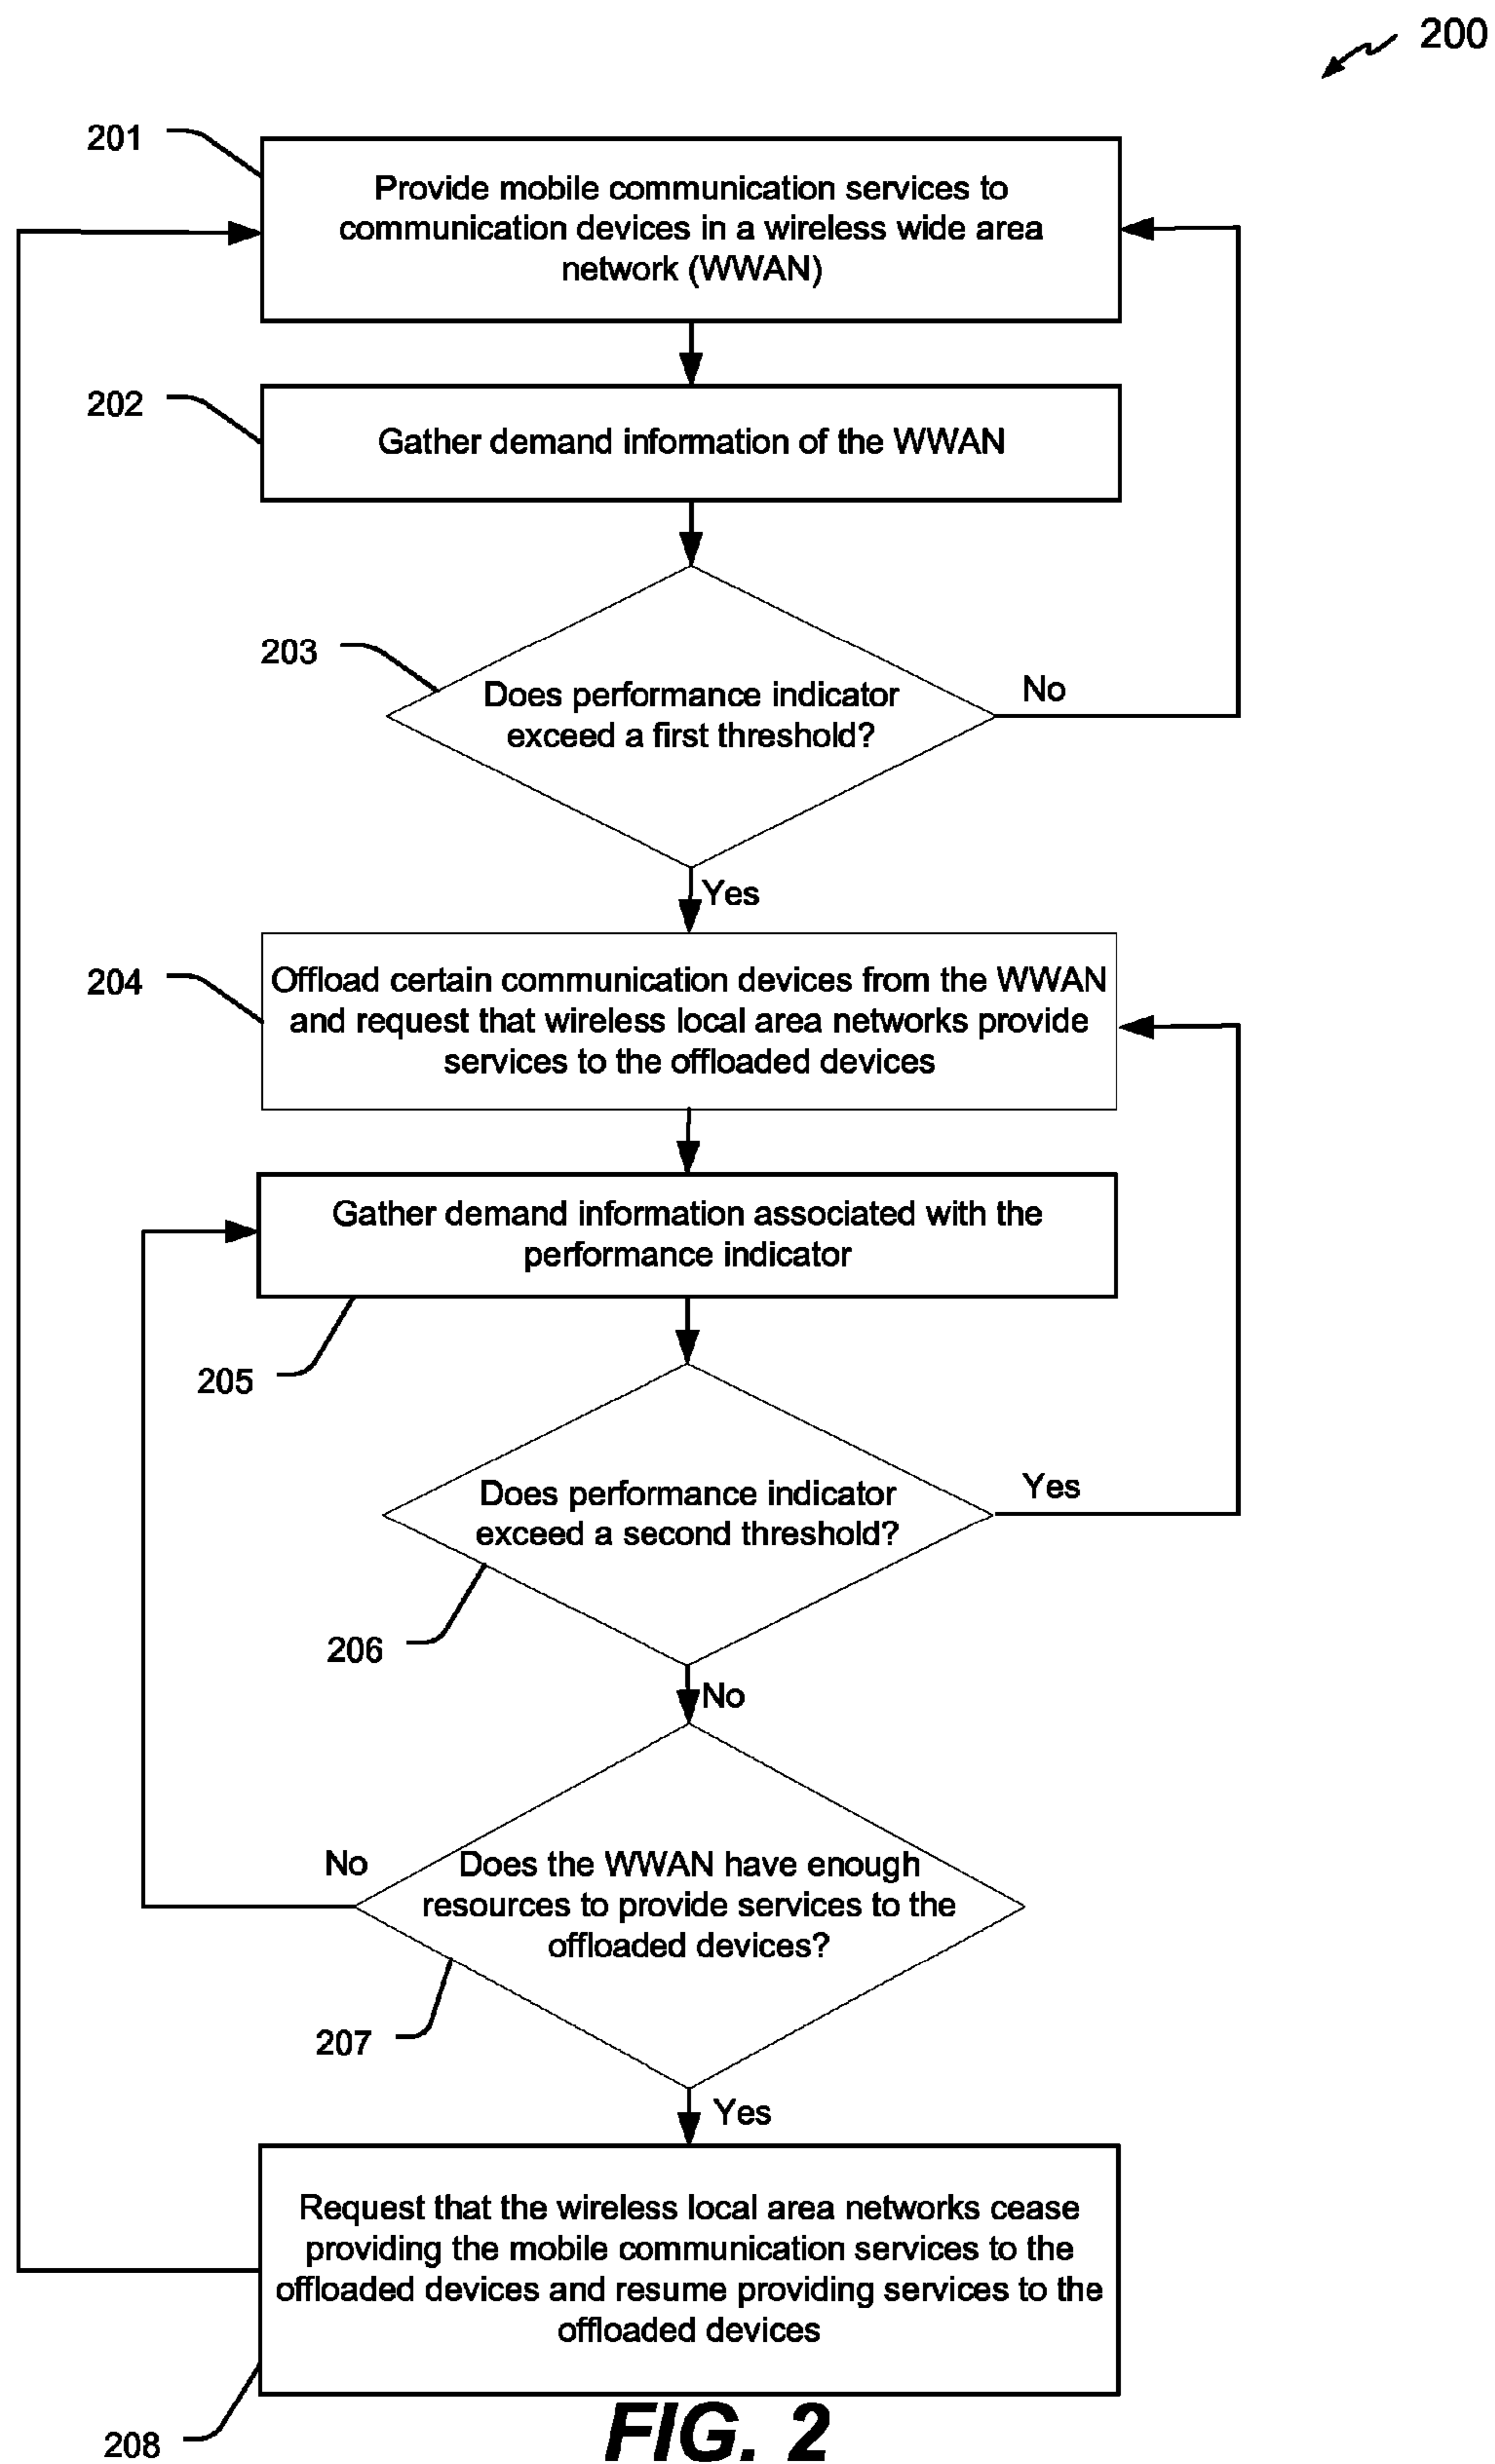 200
201
Provide mobile communication services to
communication devices in a wireless wide area
network (WWAN)
202
Gather demand information of the WWAN
203
Does performance indicator
exceed a first threshold?
No
Yes
204
Offload certain communication devices from the WWAN
and request that wireless local area networks provide
services to the offloaded devices
Gather demand information associated with the
performance indicator
205
Does performance indicator
exceed a second threshold?
Yes
206
No
No
Does the WWAN have enough
resources to provide services to the
offloaded devices?
207
Yes
Request that the wireless local area networks cease
providing the mobile communication services to the
offloaded devices and resume providing services to the
offloaded devices
208
FIG. 2